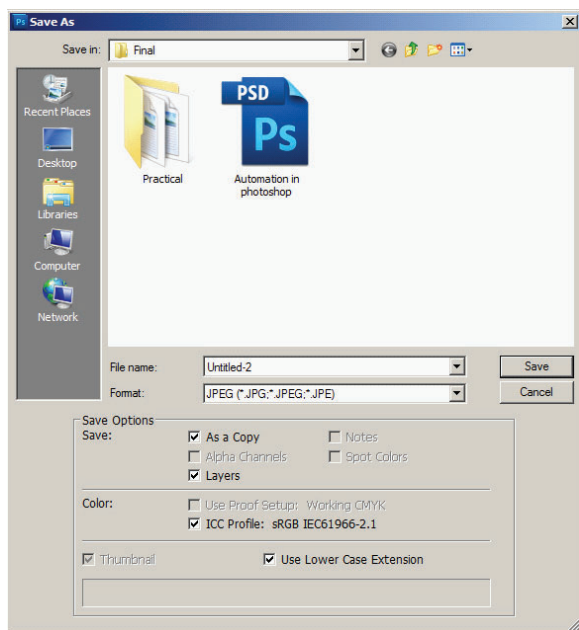 Ps Save As
Save in: Final
Recent Places
Desktop
Libraries
Computer
Network
Practical
PSD
Ps
Automation in
photoshop
File name: Untitled-2 Save
Format: JPEG (*.JPG;*.JPEG;*.JPE) Cancel
Save Options
Save: As a Copy Notes
Alpha Channels Spot Colors
Layers
Color: Use Proof Setup: Working CMYK
ICC Profile: sRGB IEC61966-2.1
Thumbnail Use Lower Case Extension